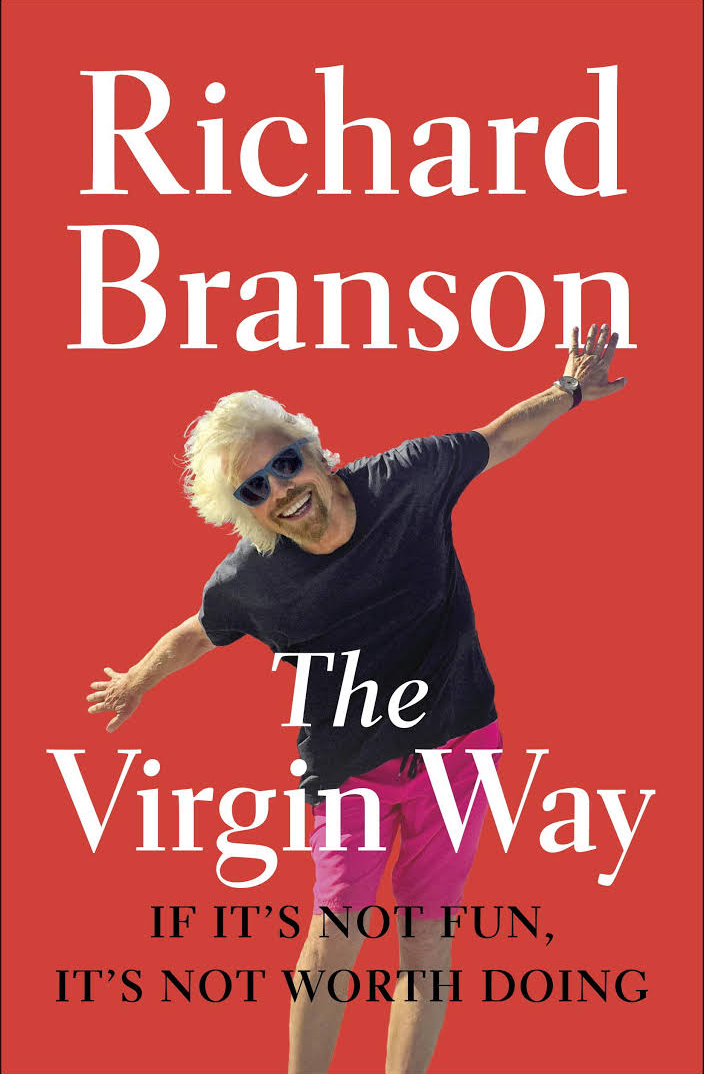 Richard
Branson
The
Virgin Way
IF IT'S NOT FUN,
IT'S NOT WORTH DOING